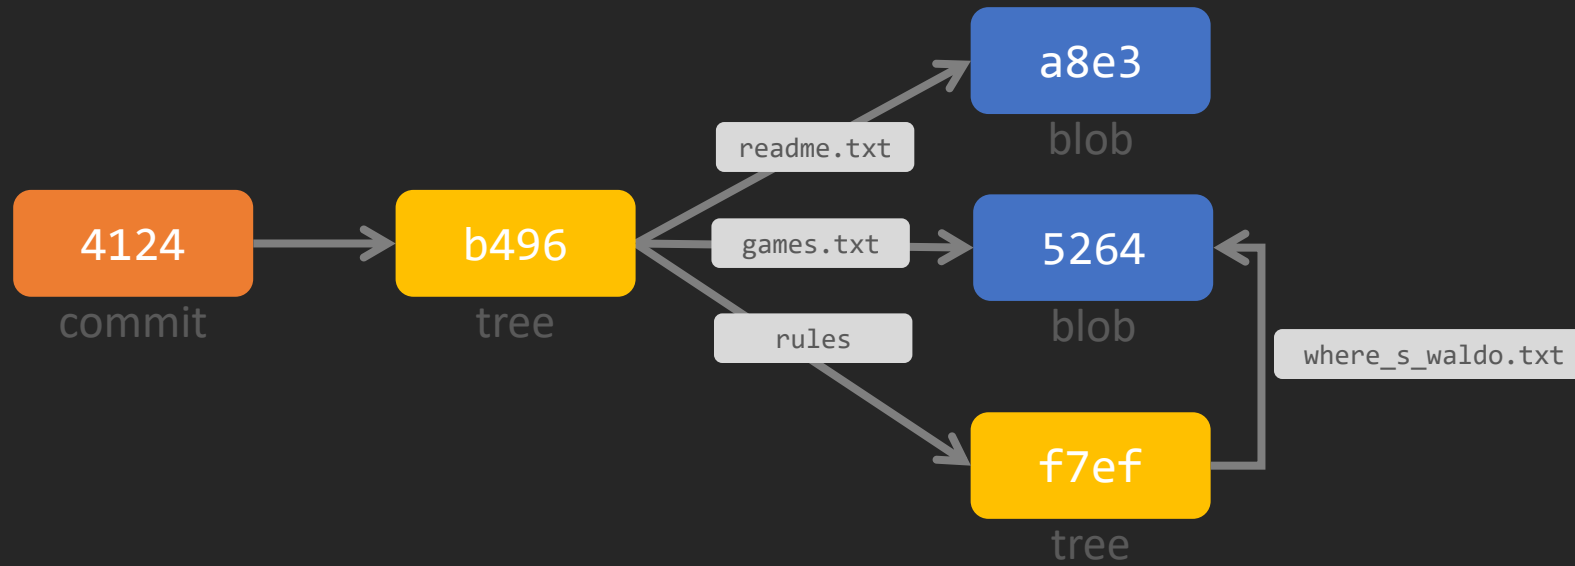 4124
commit
b496
tree
readme.txt
games.txt
rules
a8e3
blob
5264
blob
f7ef
tree
where_s_waldo.txt